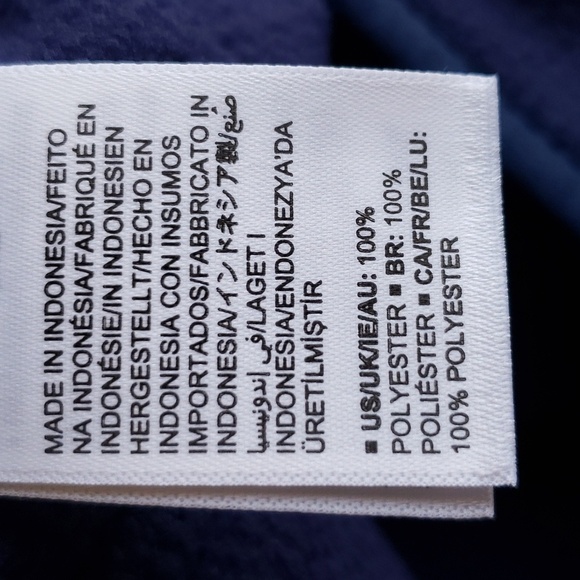 MADE IN INDONESIA/FEITO
NA INDONÉSIA/FABRIQUÉ EN
INDONÉSIE/IN INDONESIEN
HERGESTELLT/HECHO EN
INDONESIA CON INSUMOS
IMPORTADOS/FABBRICATO IN
INDONESIA/インドネシア製/صُنِع
في إندونيسيا/LAGET I
INDONESIA/ENDONEZYA'DA
ÜRETİLMİŞTİR
■ US/UK/IE/AU: 100%
POLYESTER ■ BR: 100%
POLIÉSTER ■ CA/FR/BE/LU:
100% POLYESTER